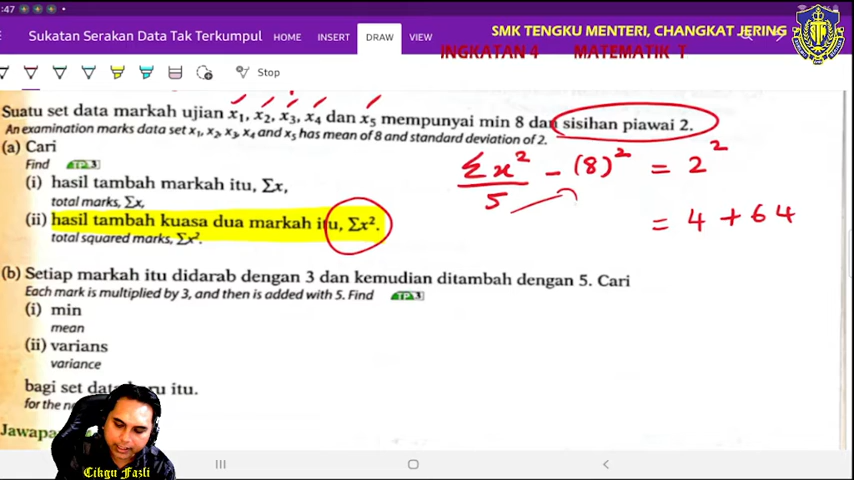 :47
SMK TENGKU MENTERI, CHANGKAT JERING
Sukatan Serakan Data Tak Terkumpul HOME INSERT DRAW VIEW
INGKATAN 4 MATEMATIK T
Stop
Suatu set data markah ujian x₁, x₂, x₃, x₄ dan x₅ mempunyai min 8 dan sisihan piawai 2.
An examination marks data set x₁, x₂, x₃, x₄ and x₅ has mean of 8 and standard deviation of 2.
(a) Cari
Find TP 3
(i) hasil tambah markah itu, Σx,
total marks, Σx,
(ii) hasil tambah kuasa dua markah itu, Σx².
total squared marks, Σx².
Σx²/5 − (8)² = 2²
= 4 + 64
(b) Setiap markah itu didarab dengan 3 dan kemudian ditambah dengan 5. Cari
Each mark is multiplied by 3, and then is added with 5. Find TP 3
(i) min
mean
(ii) varians
variance
bagi set data baru itu.
for the n
Jawapa
Cikgu Fazli